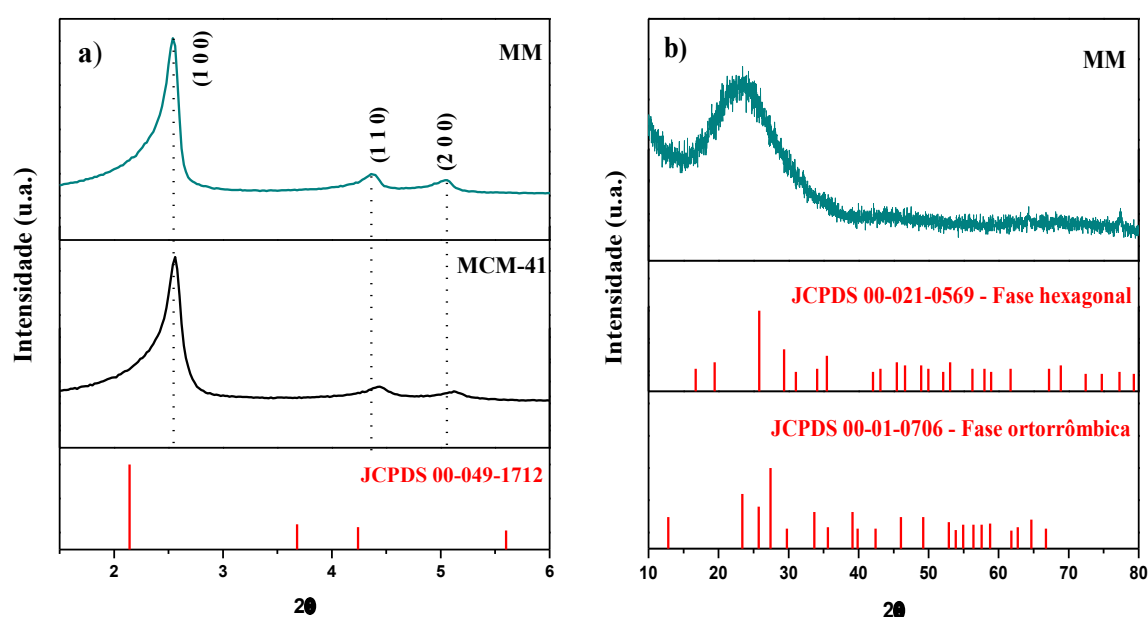 a)
MM
(1 0 0)
(1 1 0)
(2 0 0)
MCM-41
JCPDS 00-049-1712
Intensidade (u.a.)
2 3 4 5 6
b)
MM
JCPDS 00-021-0569 - Fase hexagonal
JCPDS 00-01-0706 - Fase ortorrômbica
Intensidade (u.a.)
10 20 30 40 50 60 70 80